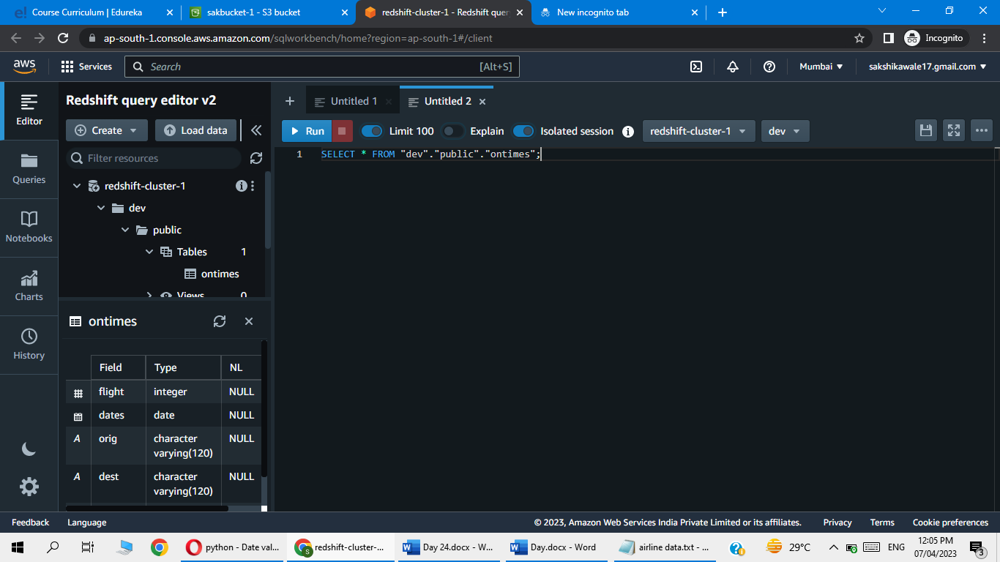 Course Curriculum | Edureka
sakbucket-1 - S3 bucket
redshift-cluster-1 - Redshift quer
New incognito tab
ap-south-1.console.aws.amazon.com/sqlworkbench/home?region=ap-south-1#/client
Incognito
aws
Services
Search
[Alt+S]
Mumbai
sakshikawale17.gmail.com
Editor
Queries
Notebooks
Charts
History
Redshift query editor v2
Create
Load data
Filter resources
redshift-cluster-1
dev
public
Tables 1
ontimes
Views 0
ontimes
Field Type NL
flight integer NULL
dates date NULL
orig character varying(120) NULL
dest character varying(120) NULL
Untitled 1
Untitled 2
Run
Limit 100
Explain
Isolated session
redshift-cluster-1
dev
1 SELECT * FROM "dev"."public"."ontimes";
Feedback
Language
© 2023, Amazon Web Services India Private Limited or its affiliates.
Privacy
Terms
Cookie preferences
python - Date val...
redshift-cluster-...
Day 24.docx - W...
Day.docx - Word
airline data.txt - ...
29°C
ENG
12:05 PM
07/04/2023
3